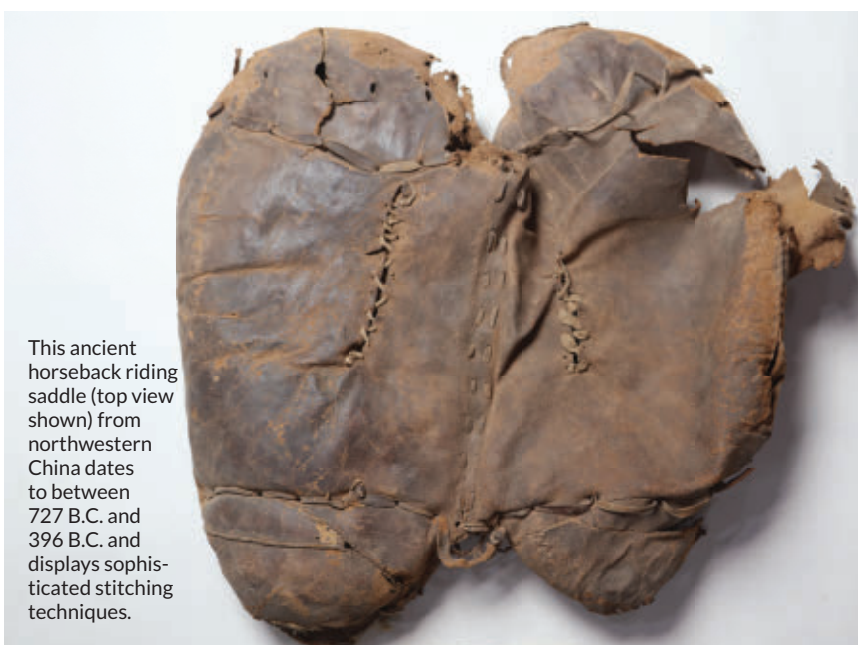 This ancient
horseback riding
saddle (top view
shown) from
northwestern
China dates
to between
727 B.C. and
396 B.C. and
displays sophis-
ticated stitching
techniques.